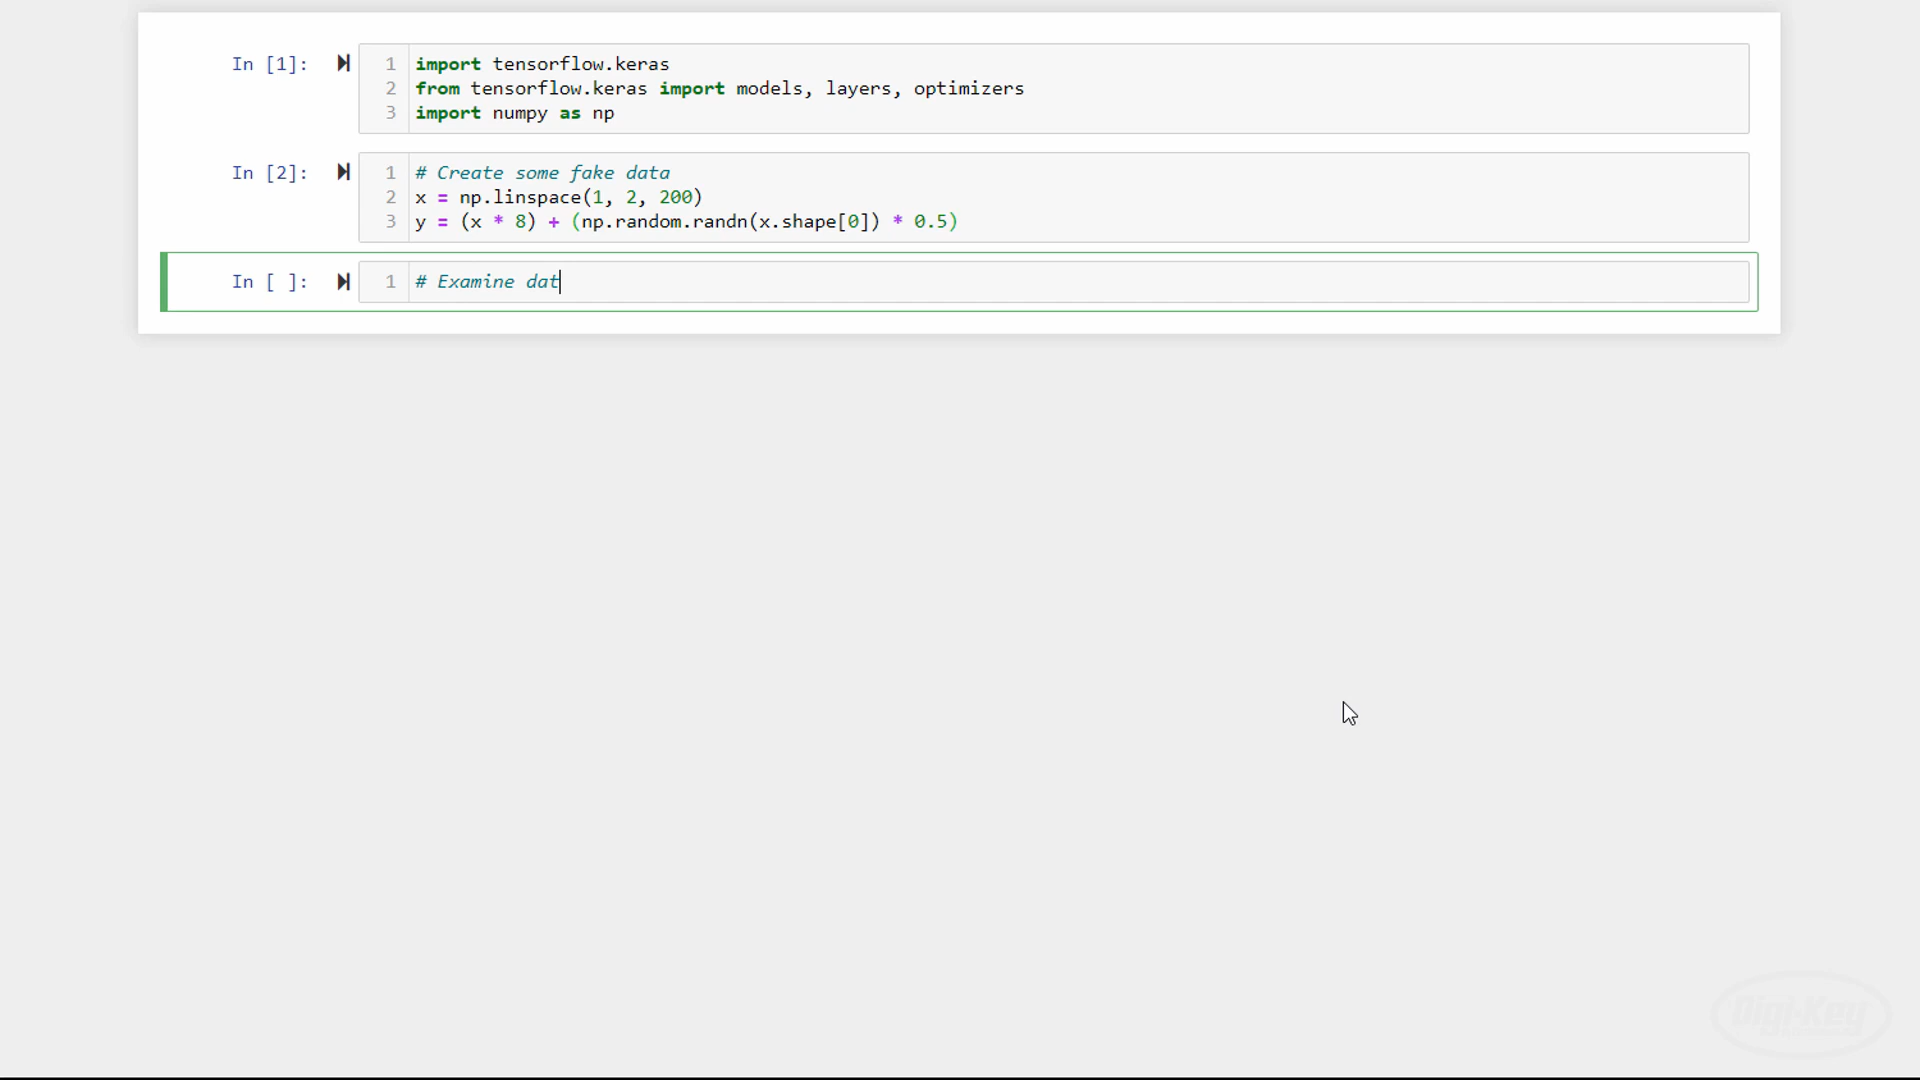 In [1]:
1 import tensorflow.keras
2 from tensorflow.keras import models, layers, optimizers
3 import numpy as np
In [2]:
1 # Create some fake data
2 x = np.linspace(1, 2, 200)
3 y = (x * 8) + (np.random.randn(x.shape[0]) * 0.5)
In [ ]:
1 # Examine dat
Digi-Key